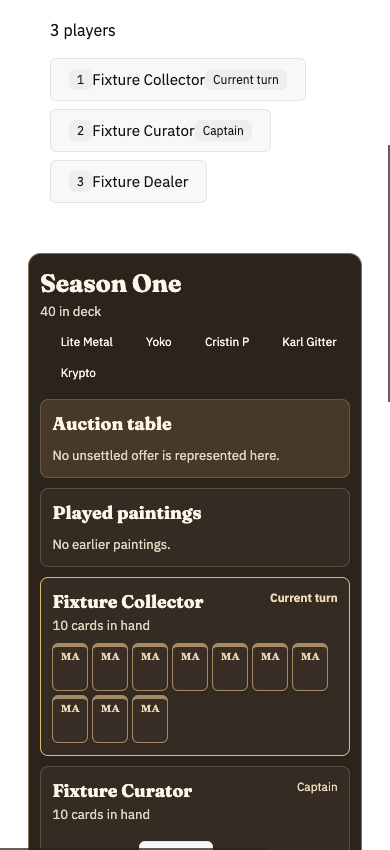 3 players
1 Fixture Collector Current turn
2 Fixture Curator Captain
3 Fixture Dealer
Season One
40 in deck
Lite Metal Yoko Cristin P Karl Gitter
Krypto
Auction table
No unsettled offer is represented here.
Played paintings
No earlier paintings.
Fixture Collector Current turn
10 cards in hand
MA MA MA MA MA MA MA
MA MA MA
Fixture Curator Captain
10 cards in hand